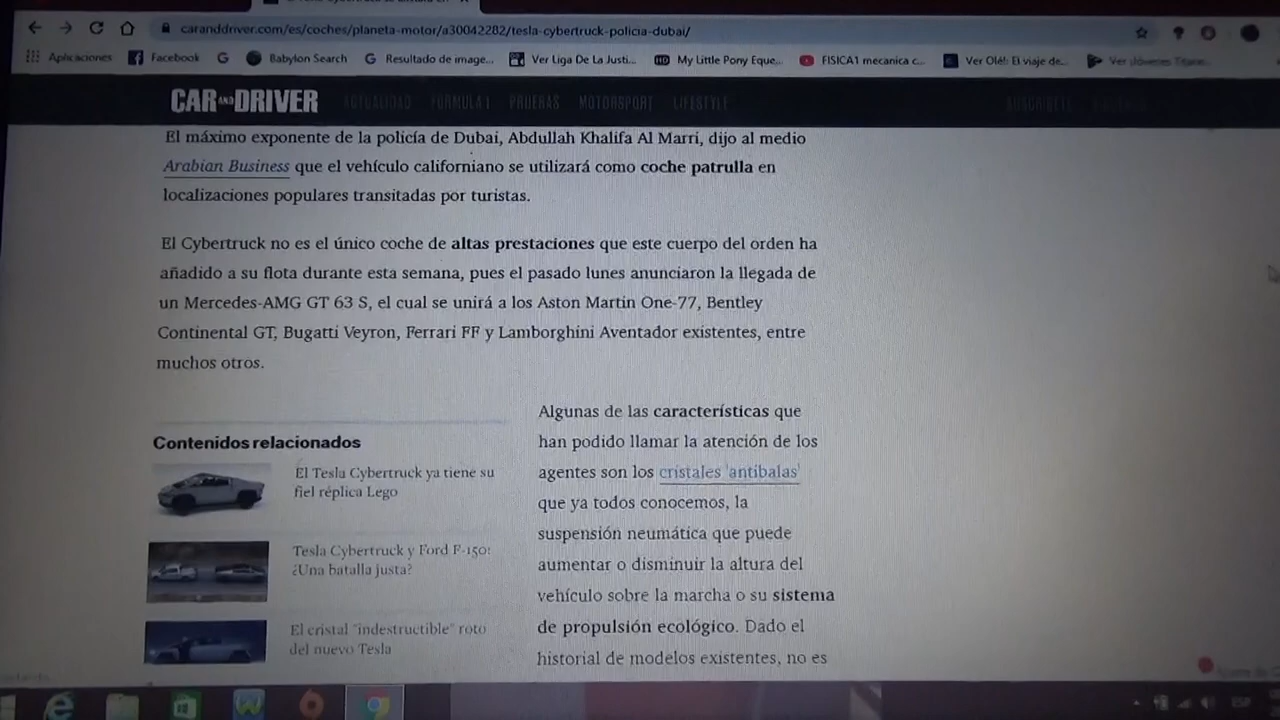 caranddriver.com/es/coches/planeta-motor/a30042282/tesla-cybertruck-policia-dubai/
Aplicaciones Facebook Babylon Search Resultado de image... Ver Liga De La Justi... My Little Pony Eque... FISICA1 mecanica c... Ver Olé!: El viaje de... Ver Jóvenes Titane...
CAR AND DRIVER ACTUALIDAD FÓRMULA 1 PRUEBAS MOTORSPORT LIFESTYLE
El máximo exponente de la policía de Dubai, Abdullah Khalifa Al Marri, dijo al medio
Arabian Business que el vehículo californiano se utilizará como coche patrulla en
localizaciones populares transitadas por turistas.
El Cybertruck no es el único coche de altas prestaciones que este cuerpo del orden ha
añadido a su flota durante esta semana, pues el pasado lunes anunciaron la llegada de
un Mercedes-AMG GT 63 S, el cual se unirá a los Aston Martin One-77, Bentley
Continental GT, Bugatti Veyron, Ferrari FF y Lamborghini Aventador existentes, entre
muchos otros.
Contenidos relacionados
El Tesla Cybertruck ya tiene su
fiel réplica Lego
Tesla Cybertruck y Ford F-150:
¿Una batalla justa?
El cristal "indestructible" roto
del nuevo Tesla
Algunas de las características que
han podido llamar la atención de los
agentes son los cristales 'antibalas'
que ya todos conocemos, la
suspensión neumática que puede
aumentar o disminuir la altura del
vehículo sobre la marcha o su sistema
de propulsión ecológico. Dado el
historial de modelos existentes, no es
ESP